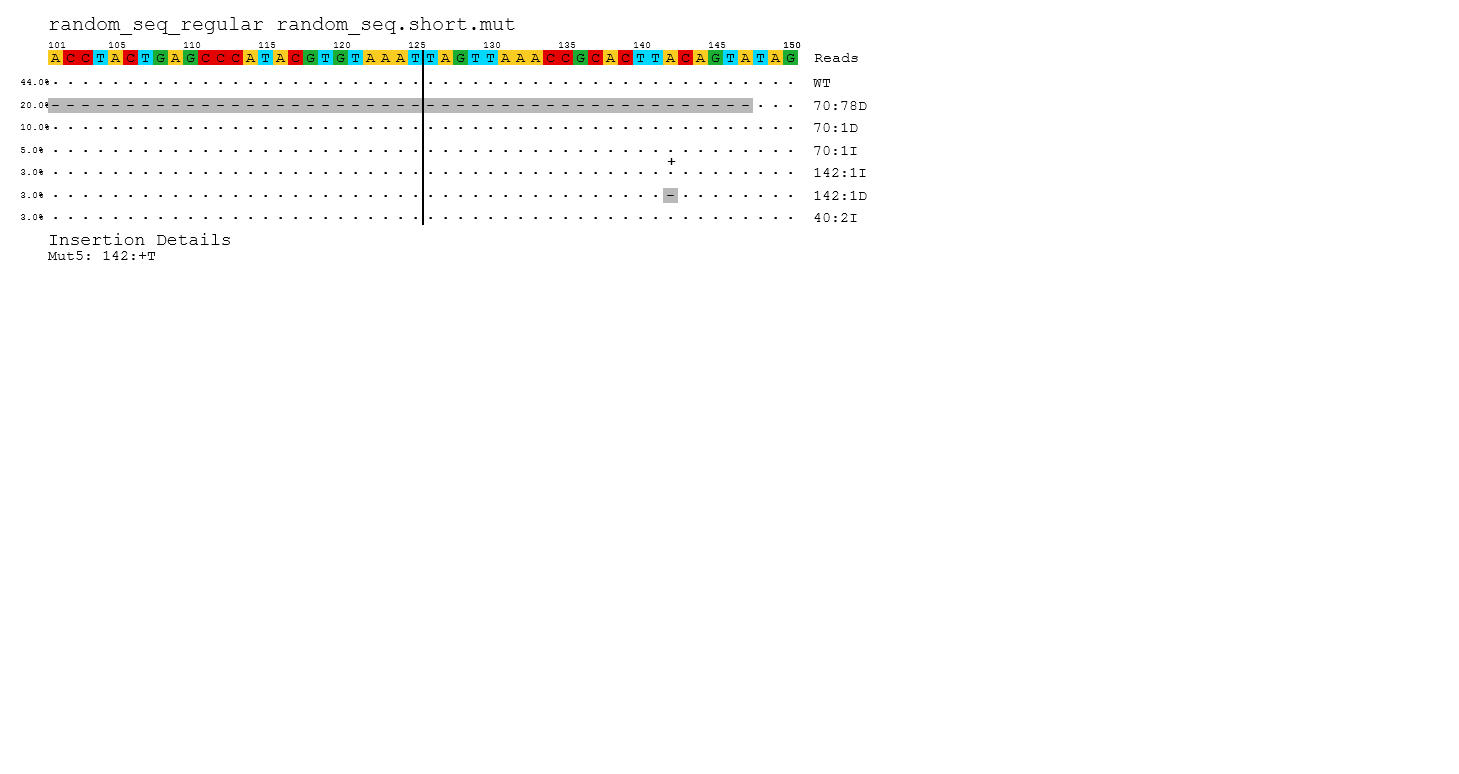 random_seq_regular random_seq.short.mut
101 105 110 115 120 125 130 135 140 145 150
A C C T A C T G A G C C C A T A C G T G T A A A T T A G T T A A A C C G C A C T T A C A G T A T A G Reads
44.0% . . . . . . . . . . . . . . . . . . . . . . . . . . . . . . . . . . . . . . . . . . . . . . . . . . WT
20.0% - - - - - - - - - - - - - - - - - - - - - - - - - - - - - - - - - - - - - - - - - - - - - - - . . . 70:78D
10.0% . . . . . . . . . . . . . . . . . . . . . . . . . . . . . . . . . . . . . . . . . . . . . . . . . . 70:1D
5.0% . . . . . . . . . . . . . . . . . . . . . . . . . . . . . . . . . . . . . . . . . . . . . . . . . . 70:1I
+
3.0% . . . . . . . . . . . . . . . . . . . . . . . . . . . . . . . . . . . . . . . . . . . . . . . . . . 142:1I
3.0% . . . . . . . . . . . . . . . . . . . . . . . . . . . . . . . . . . . . . . . . . - . . . . . . . . 142:1D
3.0% . . . . . . . . . . . . . . . . . . . . . . . . . . . . . . . . . . . . . . . . . . . . . . . . . . 40:2I
Insertion Details
Mut5: 142:+T